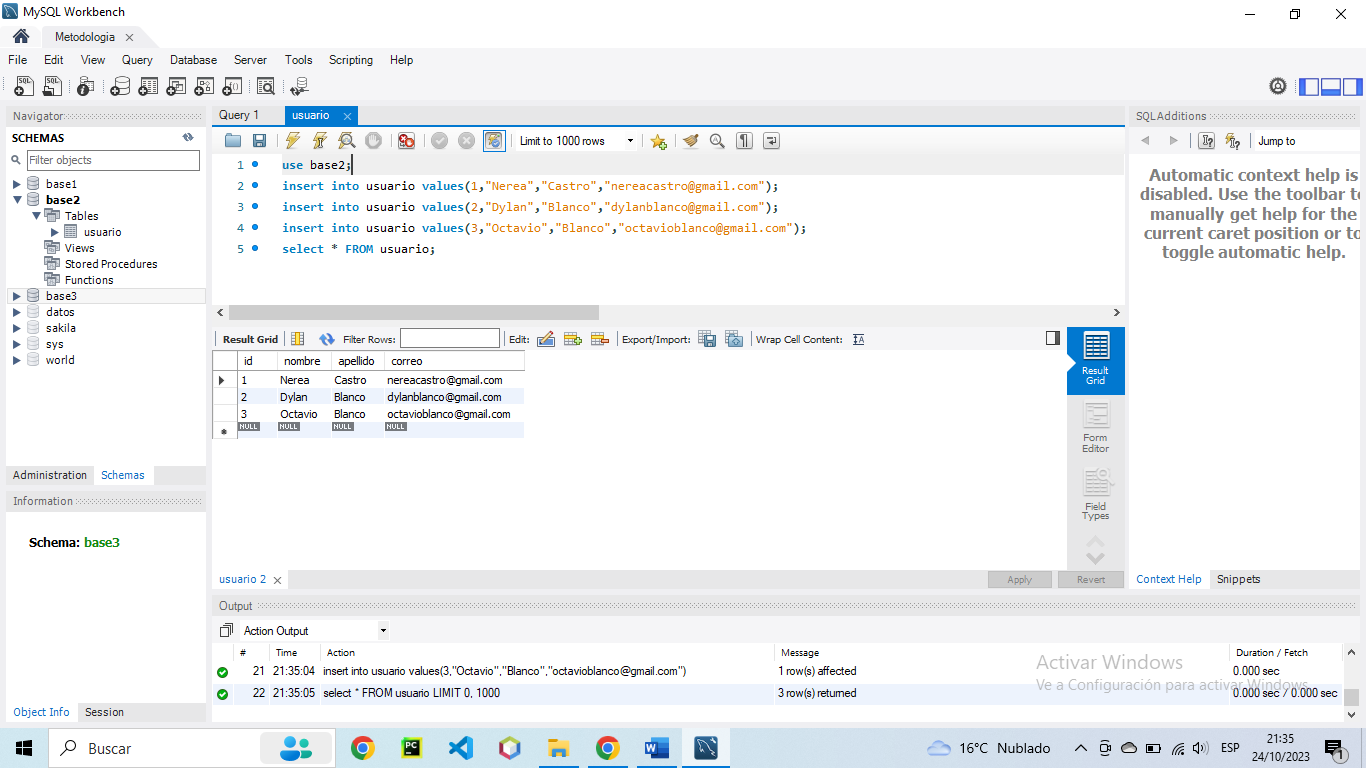 MySQL Workbench
Metodologia
File Edit View Query Database Server Tools Scripting Help
Navigator
SCHEMAS
Filter objects
base1
base2
Tables
usuario
Views
Stored Procedures
Functions
base3
datos
sakila
sys
world
Administration Schemas
Information
Schema: base3
Object Info Session
Query 1 usuario
Limit to 1000 rows
1 use base2;
2 insert into usuario values(1,"Nerea","Castro","nereacastro@gmail.com");
3 insert into usuario values(2,"Dylan","Blanco","dylanblanco@gmail.com");
4 insert into usuario values(3,"Octavio","Blanco","octavioblanco@gmail.com");
5 select * FROM usuario;
Result Grid Filter Rows: Edit: Export/Import: Wrap Cell Content:
id nombre apellido correo
1 Nerea Castro nereacastro@gmail.com
2 Dylan Blanco dylanblanco@gmail.com
3 Octavio Blanco octavioblanco@gmail.com
NULL NULL NULL NULL
Result
Grid
Form
Editor
Field
Types
usuario 2
Apply Revert
SQLAdditions
Jump to
Automatic context help is
disabled. Use the toolbar to
manually get help for the
current caret position or to
toggle automatic help.
Context Help Snippets
Output
Action Output
# Time Action Message Duration / Fetch
21 21:35:04 insert into usuario values(3,"Octavio","Blanco","octavioblanco@gmail.com") 1 row(s) affected 0.000 sec
22 21:35:05 select * FROM usuario LIMIT 0, 1000 3 row(s) returned 0.000 sec / 0.000 sec
Activar Windows
Ve a Configuración para activar Windows.
Buscar
16°C Nublado
ESP
21:35
24/10/2023
1